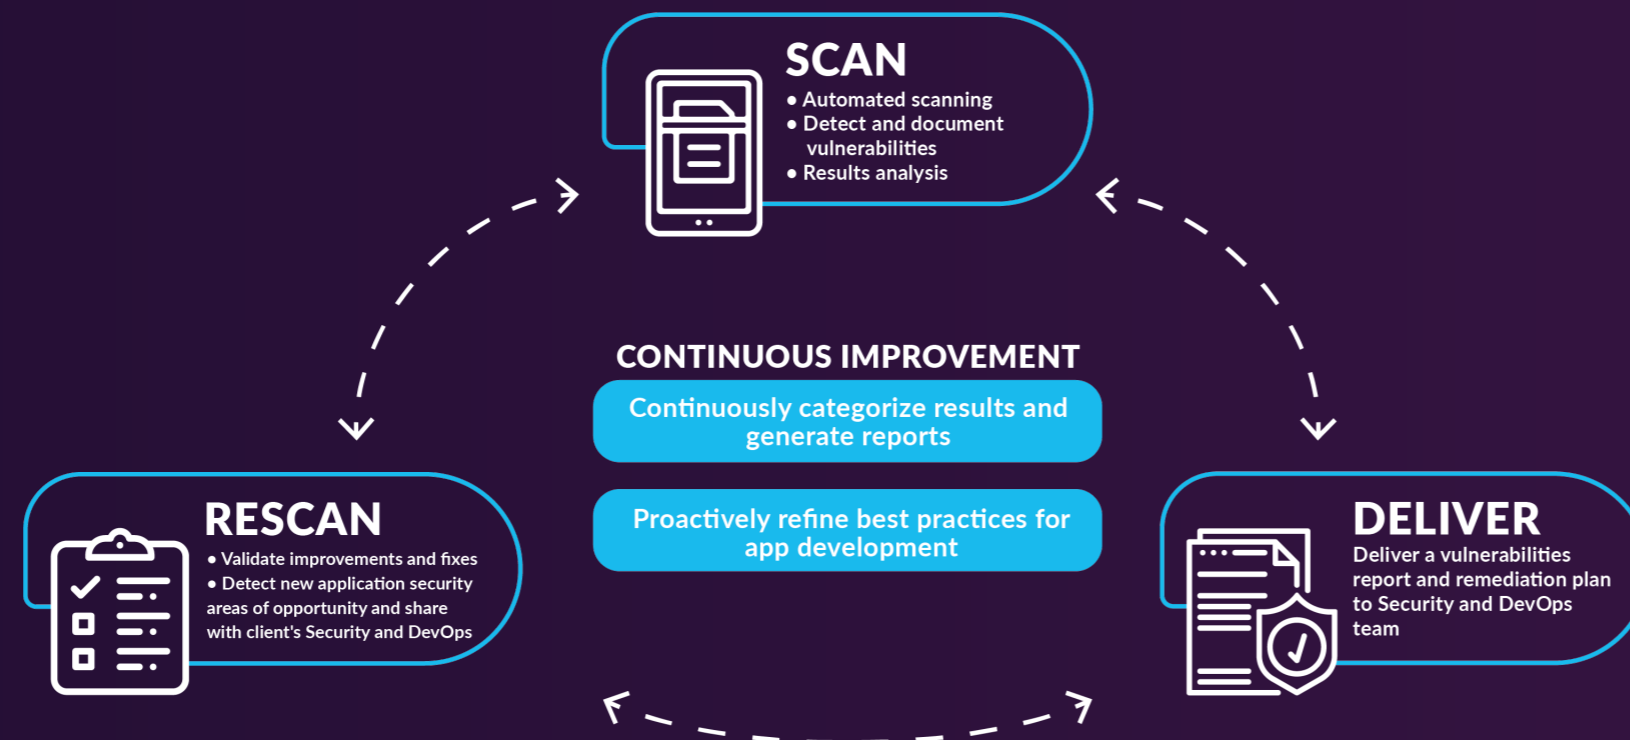 SCAN
• Automated scanning
• Detect and document
vulnerabilities
• Results analysis
CONTINUOUS IMPROVEMENT
Continuously categorize results and
generate reports
Proactively refine best practices for
app development
RESCAN
• Validate improvements and fixes
• Detect new application security
areas of opportunity and share
with client's Security and DevOps
DELIVER
Deliver a vulnerabilities
report and remediation plan
to Security and DevOps
team